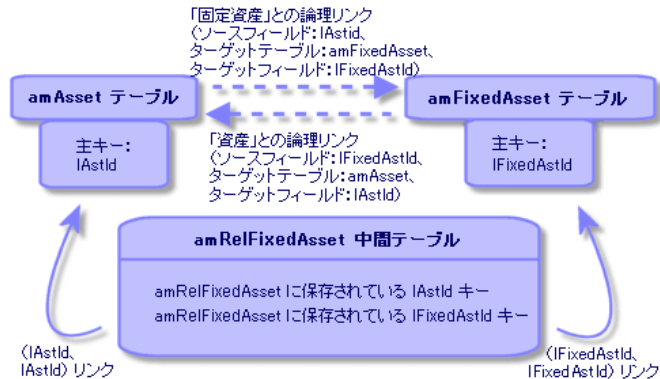 「固定資産」との論理リンク
(ソースフィールド:lAstid、
ターゲットテーブル:amFixedAsset、
ターゲットフィールド:lFixedAstId)
amAsset テーブル
amFixedAsset テーブル
主キー:
lAstId
主キー:
lFixedAstId
「資産」との論理リンク
(ソースフィールド:lFixedAstId、
ターゲットテーブル:amAsset、
ターゲットフィールド:lAstId)
amRelFixedAsset 中間テーブル
amRelFixedAsset に保存されている lAstId キー
amRelFixedAsset に保存されている lFixedAstId キー
(lAstId、
lAstId) リンク
(lFixedAstId、
lFixedAstId) リンク